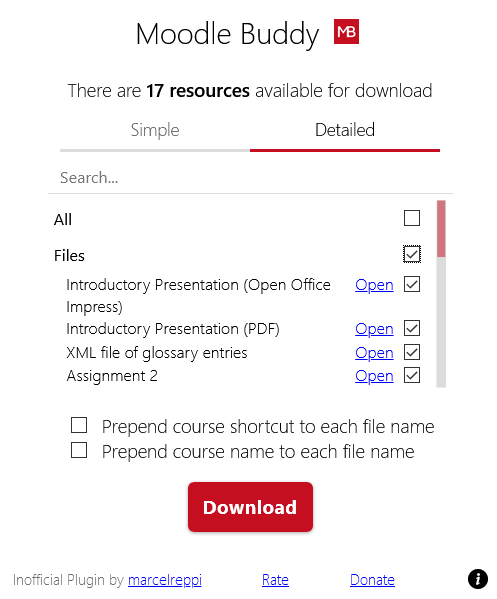 Moodle Buddy MB
There are 17 resources available for download
Simple Detailed
Search...
All
Files
Introductory Presentation (Open Office Open
Impress)
Introductory Presentation (PDF) Open
XML file of glossary entries Open
Assignment 2 Open
Prepend course shortcut to each file name
Prepend course name to each file name
Download
Inofficial Plugin by marcelreppi Rate Donate i